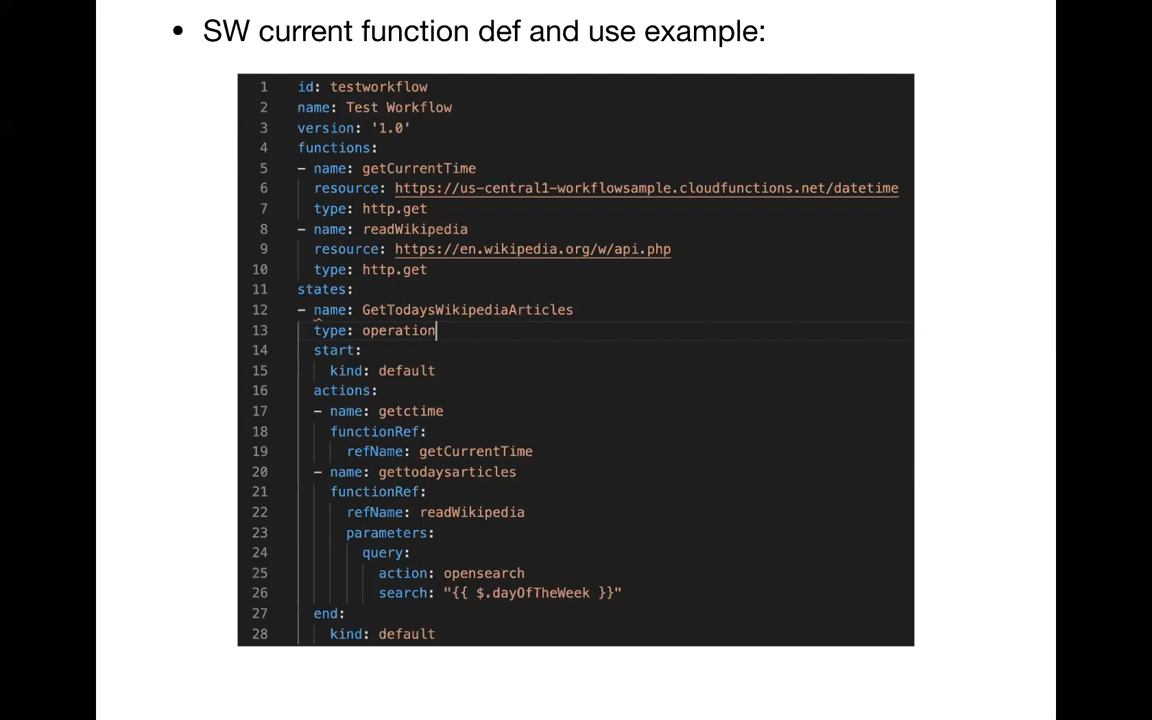 • SW current function def and use example:
1 id: testworkflow
2 name: Test Workflow
3 version: '1.0'
4 functions:
5 - name: getCurrentTime
6 resource: https://us-central1-workflowsample.cloudfunctions.net/datetime
7 type: http.get
8 - name: readWikipedia
9 resource: https://en.wikipedia.org/w/api.php
10 type: http.get
11 states:
12 - name: GetTodaysWikipediaArticles
13 type: operation
14 start:
15 kind: default
16 actions:
17 - name: getctime
18 functionRef:
19 refName: getCurrentTime
20 - name: gettodaysarticles
21 functionRef:
22 refName: readWikipedia
23 parameters:
24 query:
25 action: opensearch
26 search: "{{ $.dayOfTheWeek }}"
27 end:
28 kind: default